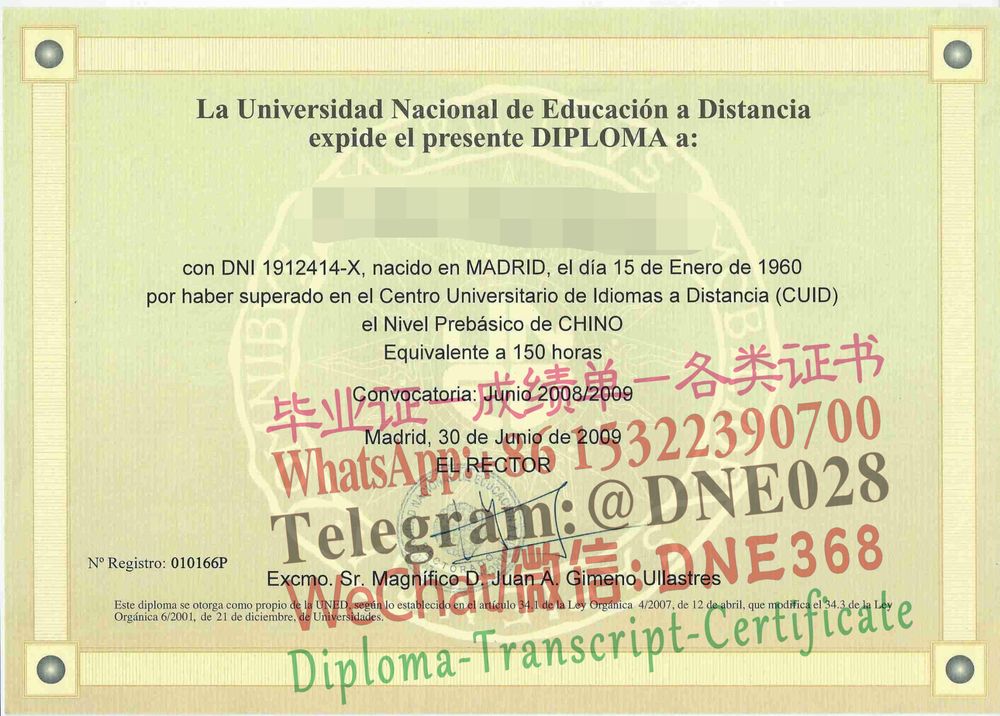 La Universidad Nacional de Educación a Distancia
expide el presente DIPLOMA a:
con DNI 1912414-X, nacido en MADRID, el día 15 de Enero de 1960
por haber superado en el Centro Universitario de Idiomas a Distancia (CUID)
el Nivel Prebásico de CHINO
Equivalente a 150 horas
毕业证—成绩单—各类证书
Convocatoria: Junio 2008/2009
Madrid, 30 de Junio de 2009
WhatsApp:+86 15322390700
EL RECTOR
Telegram:@DNE028
WeChat/微信:DNE368
Nº Registro: 010166P
Excmo. Sr. Magnífico D. Juan A. Gimeno Ullastres
Este diploma se otorga como propio de la UNED, según lo establecido en el artículo 34.1 de la Ley Orgánica 4/2007, de 12 de abril, que modifica el 34.3 de la Ley
Orgánica 6/2001, de 21 de diciembre, de Universidades.
Diploma-Transcript-Certificate